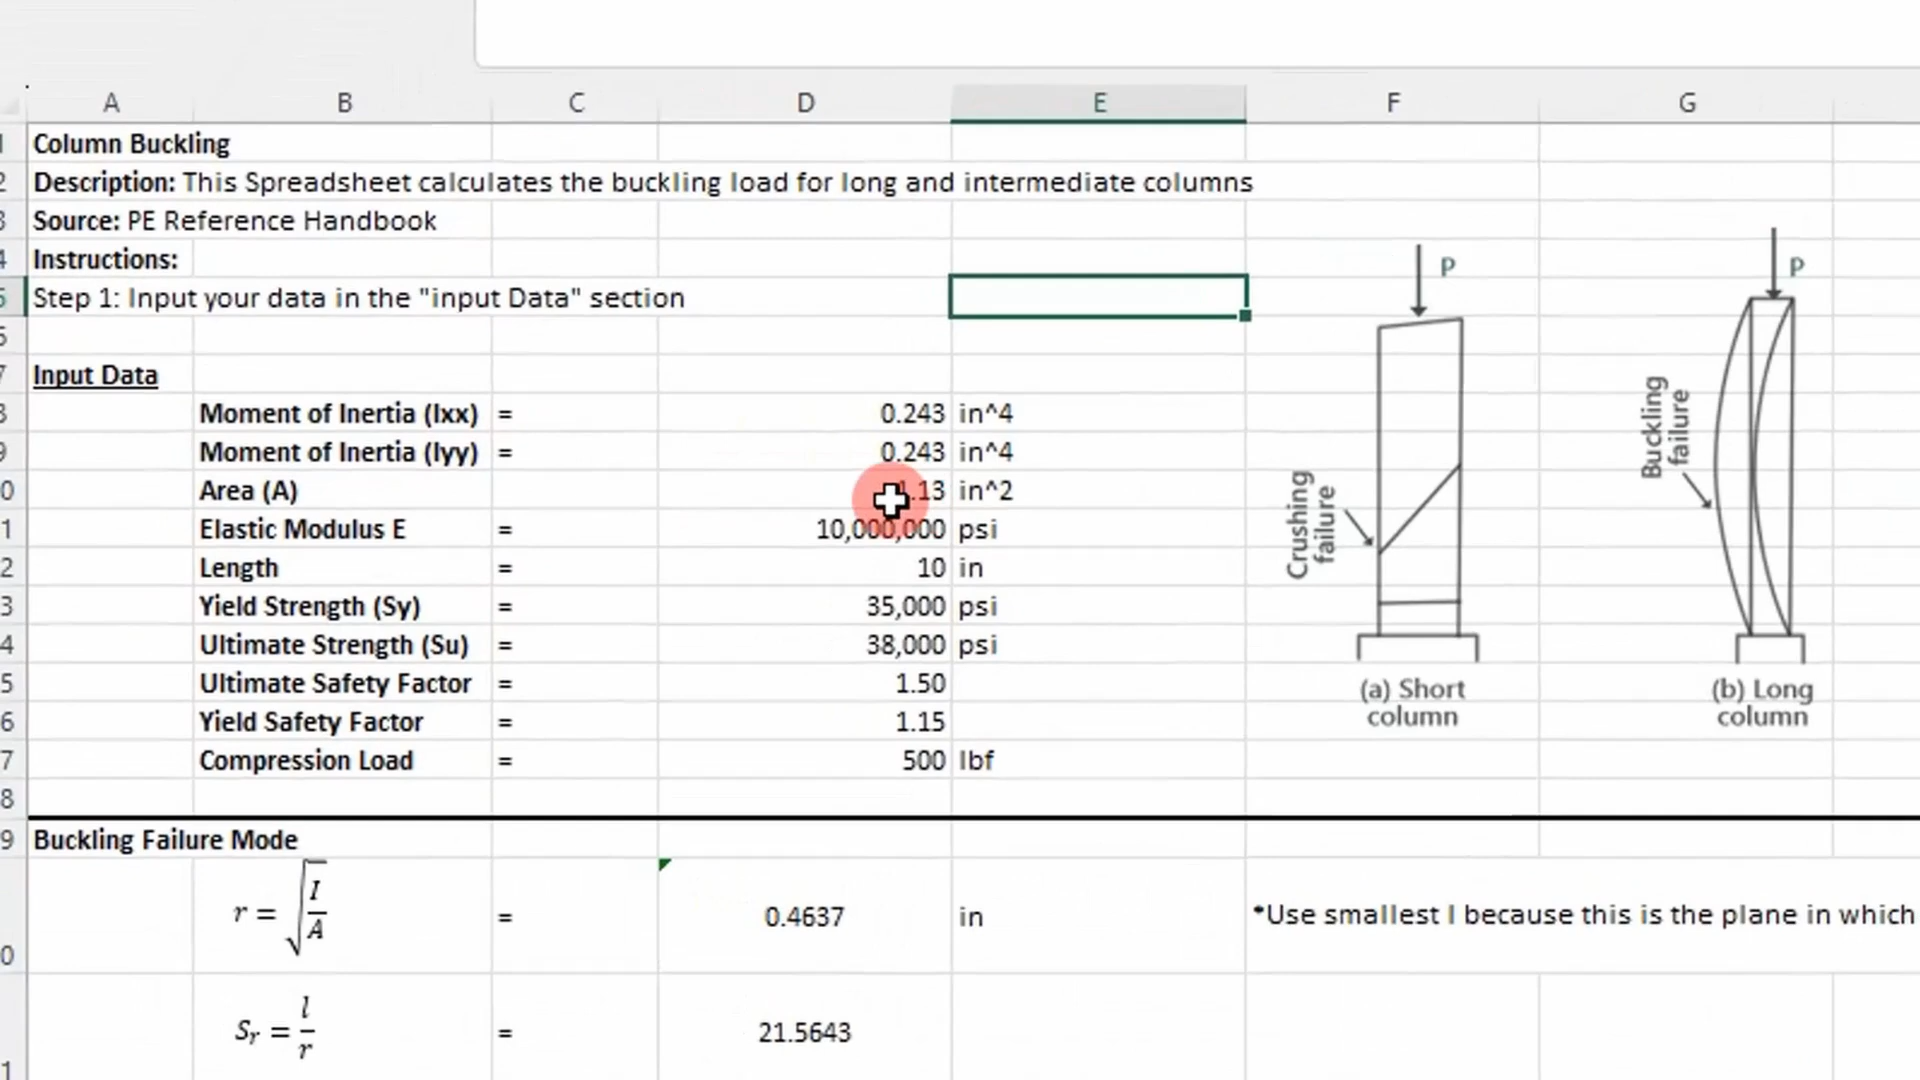 A B C D E F G
Column Buckling
2 Description: This Spreadsheet calculates the buckling load for long and intermediate columns
Source: PE Reference Handbook
Instructions:
Step 1: Input your data in the "input Data" section
Input Data
Moment of Inertia (Ixx) = 0.243 in^4
Moment of Inertia (Iyy) = 0.243 in^4
Area (A) in^2
Elastic Modulus E = 10,000,000 psi
Length = 10 in
Yield Strength (Sy) = 35,000 psi
Ultimate Strength (Su) = 38,000 psi
Ultimate Safety Factor = 1.50
Yield Safety Factor = 1.15
Compression Load = 500 lbf
P
Crushing failure
(a) Short
column
P
Buckling failure
(b) Long
column
Buckling Failure Mode
r = √(I/A) = 0.4637 in *Use smallest I because this is the plane in which
Sr = l/r = 21.5643